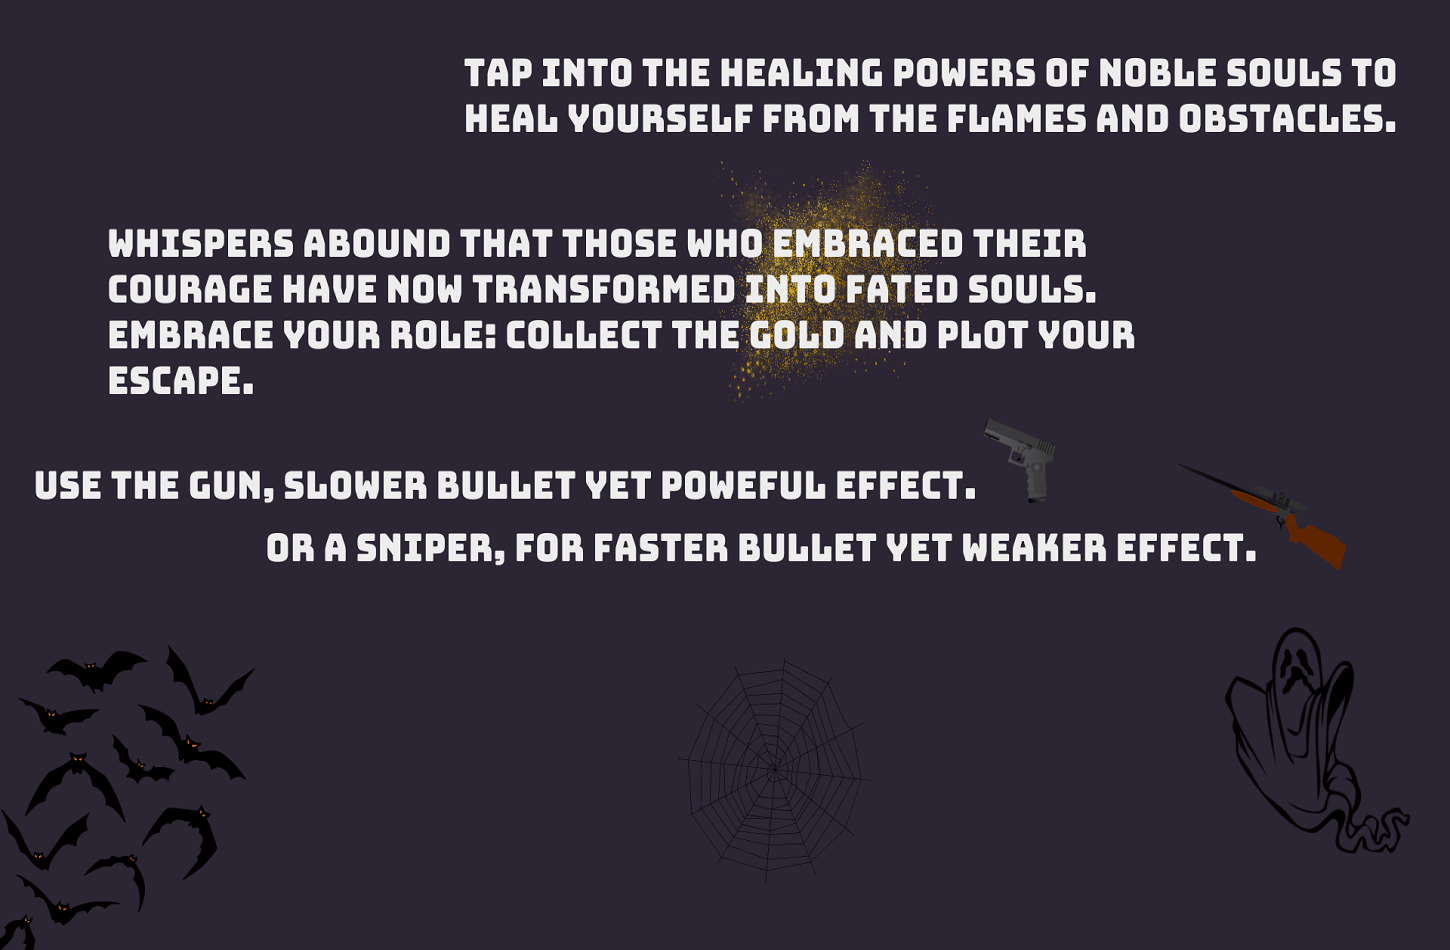 TAP INTO THE HEALING POWERS OF NOBLE SOULS TO
HEAL YOURSELF FROM THE FLAMES AND OBSTACLES.
WHISPERS ABOUND THAT THOSE WHO EMBRACED THEIR
COURAGE HAVE NOW TRANSFORMED INTO FATED SOULS.
EMBRACE YOUR ROLE: COLLECT THE GOLD AND PLOT YOUR
ESCAPE.
USE THE GUN, SLOWER BULLET YET POWEFUL EFFECT.
OR A SNIPER, FOR FASTER BULLET YET WEAKER EFFECT.